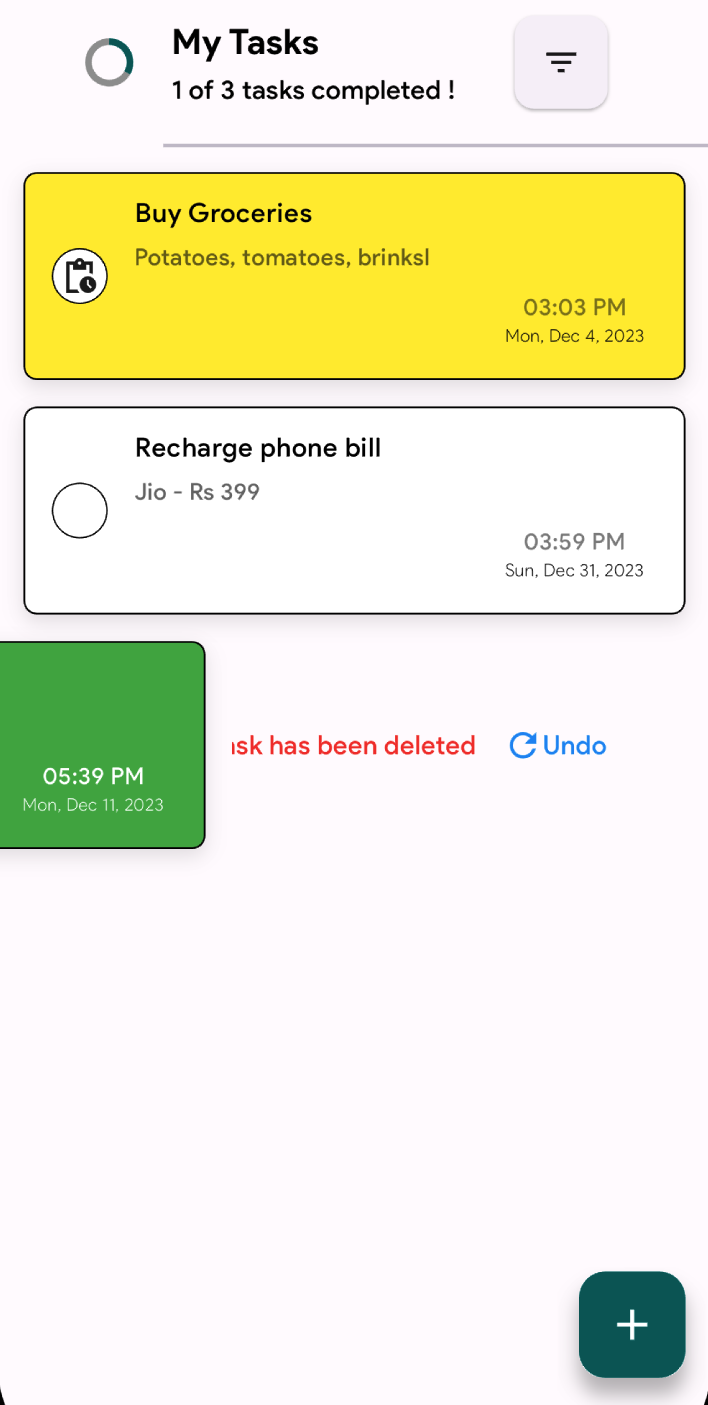 My Tasks
1 of 3 tasks completed !
Buy Groceries
Potatoes, tomatoes, brinksl
03:03 PM
Mon, Dec 4, 2023
Recharge phone bill
Jio - Rs 399
03:59 PM
Sun, Dec 31, 2023
05:39 PM
Mon, Dec 11, 2023
ask has been deleted
Undo